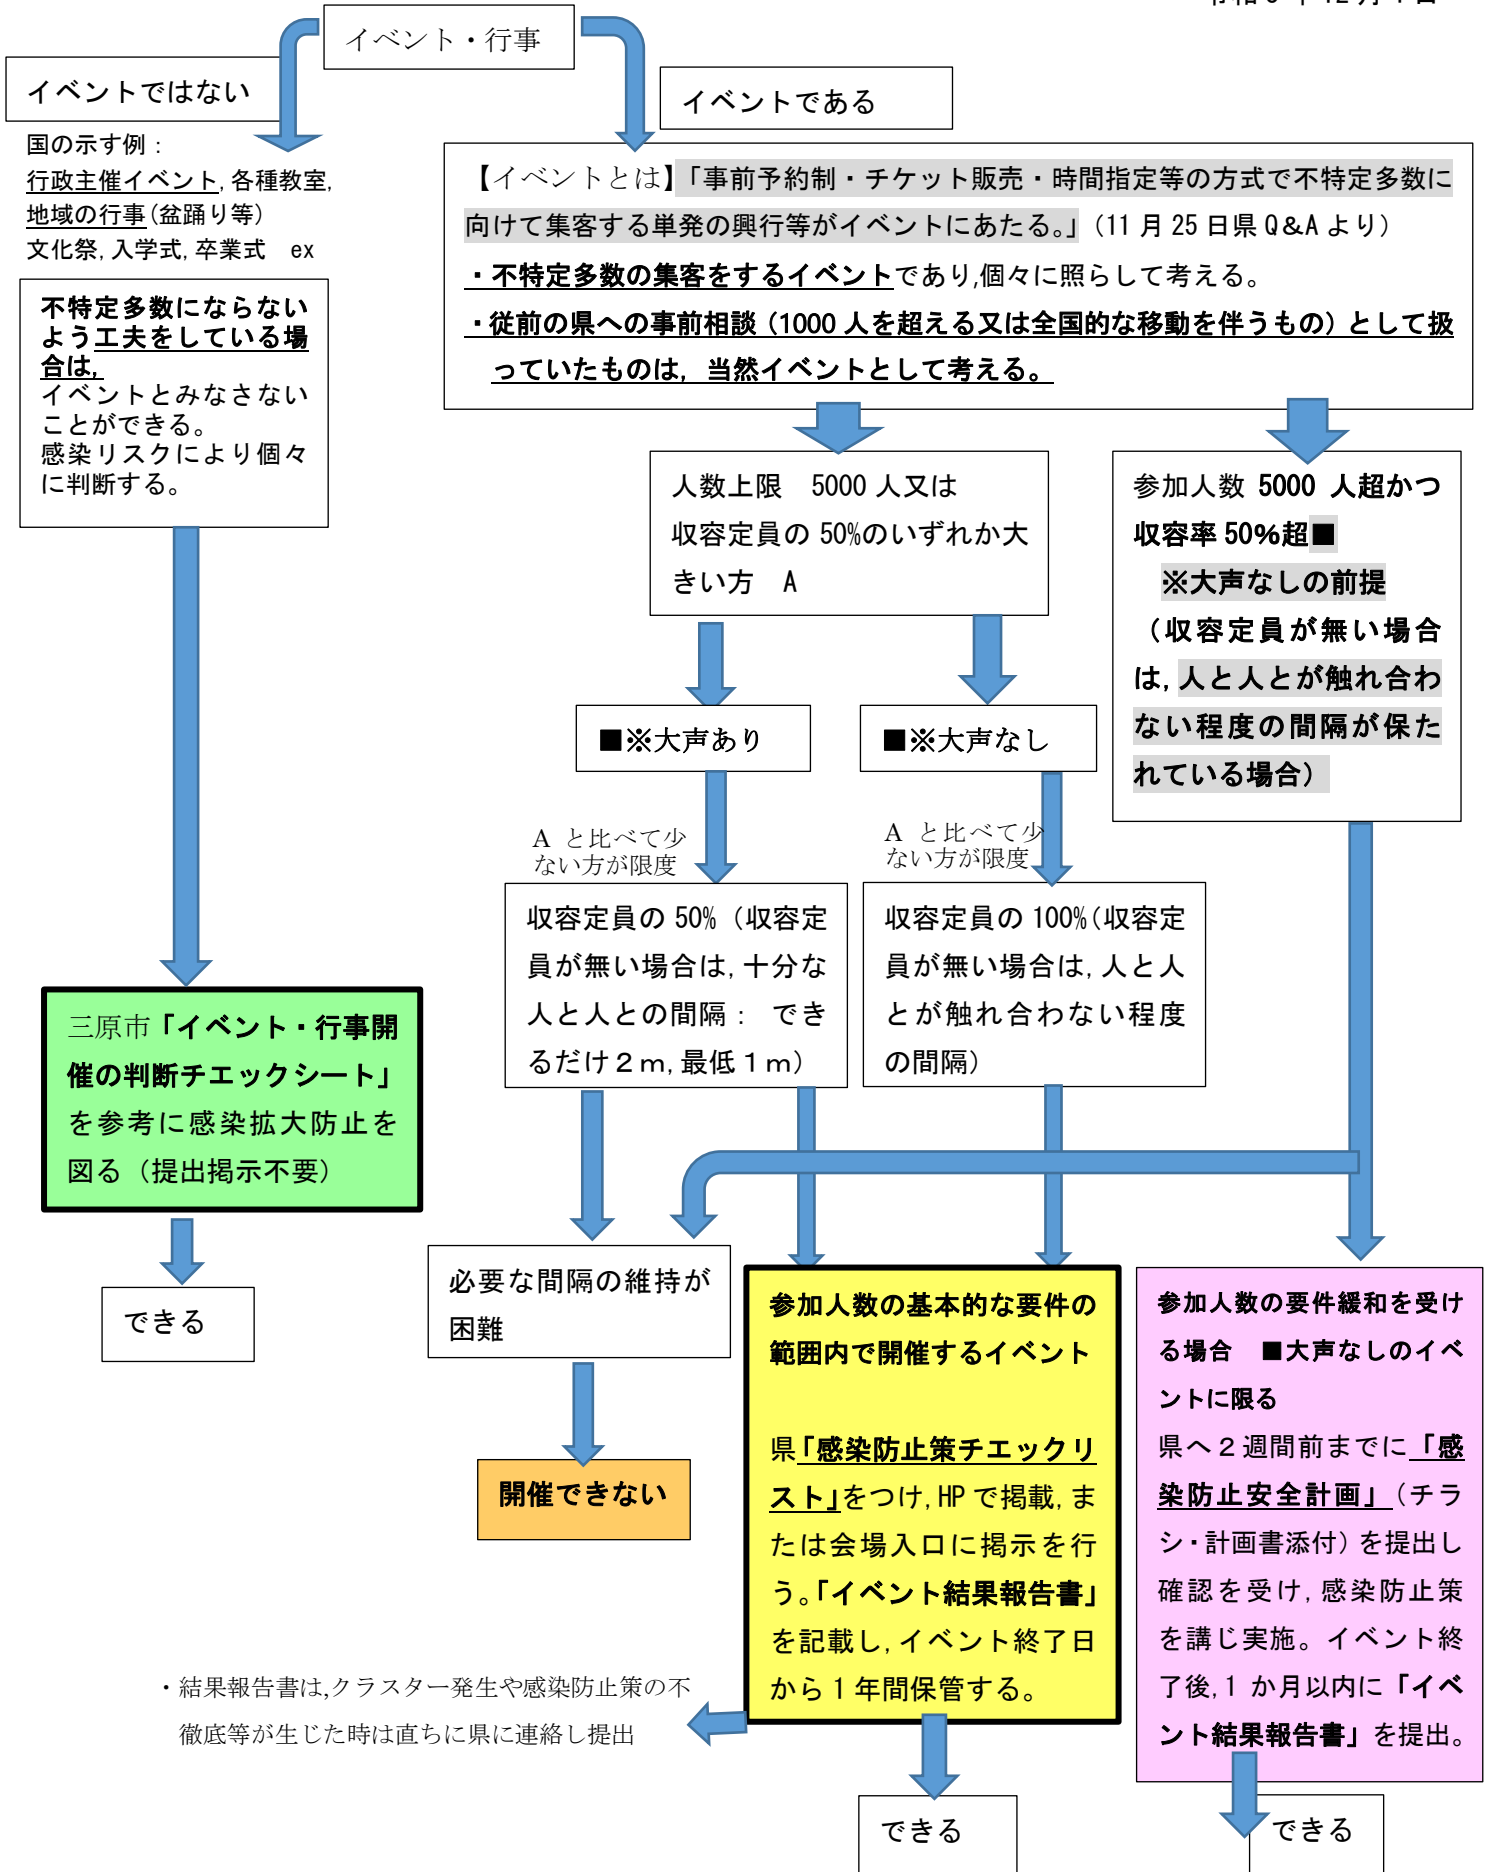 イベント・行事
イベントではない
イベントである
国の示す例：
行政主催イベント,各種教室,
地域の行事(盆踊り等)
文化祭,入学式,卒業式　ex
【イベントとは】「事前予約制・チケット販売・時間指定等の方式で不特定多数に
向けて集客する単発の興行等がイベントにあたる。」（11月25日県Q&Aより）
・不特定多数の集客をするイベントであり,個々に照らして考える。
・従前の県への事前相談（1000人を超える又は全国的な移動を伴うもの）として扱
っていたものは，当然イベントとして考える。
不特定多数にならない
よう工夫をしている場
合は，
イベントとみなさない
ことができる。
感染リスクにより個々
に判断する。
人数上限　5000人又は
収容定員の50%のいずれか大
きい方　A
参加人数 5000 人超かつ
収容率50%超■
※大声なしの前提
（収容定員が無い場合
は,人と人とが触れ合わ
ない程度の間隔が保た
れている場合）
■※大声あり
■※大声なし
A と比べて少
ない方が限度
A と比べて少
ない方が限度
収容定員の50%（収容定
員が無い場合は,十分な
人と人との間隔： でき
るだけ２ｍ,最低１ｍ）
収容定員の100%(収容定
員が無い場合は,人と人
とが触れ合わない程度
の間隔）
三原市「イベント・行事開
催の判断チエックシート」
を参考に感染拡大防止を
図る（提出掲示不要）
できる
必要な間隔の維持が
困難
開催できない
参加人数の基本的な要件の
範囲内で開催するイベント
県「感染防止策チエックリ
スト」をつけ,HPで掲載,ま
たは会場入口に掲示を行
う。「イベント結果報告書」
を記載し,イベント終了日
から１年間保管する。
参加人数の要件緩和を受け
る場合　■大声なしのイベ
ントに限る
県へ２週間前までに「感
染防止安全計画」（チラ
シ・計画書添付）を提出し
確認を受け,感染防止策
を講じ実施。イベント終
了後,1 か月以内に「イベ
ント結果報告書」を提出。
・結果報告書は,クラスター発生や感染防止策の不
徹底等が生じた時は直ちに県に連絡し提出
できる
できる